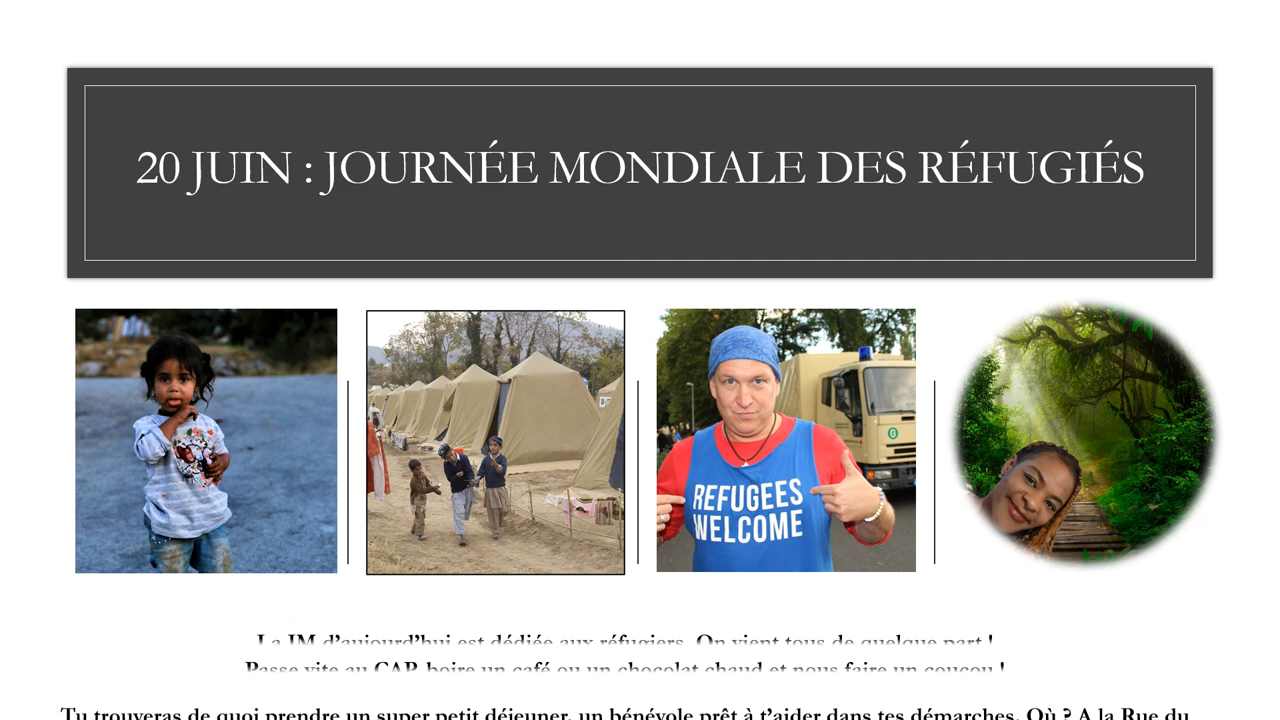 20 JUIN : JOURNÉE MONDIALE DES RÉFUGIÉS
REFUGEES
WELCOME
La JM d'aujourd'hui est dédiée aux réfugiers. On vient tous de quelque part !
Passe vite au CAP, boire un café ou un chocolat chaud et nous faire un coucou !
Tu trouveras de quoi prendre un super petit déjeuner, un bénévole prêt à t'aider dans tes démarches. Où ? A la Rue du